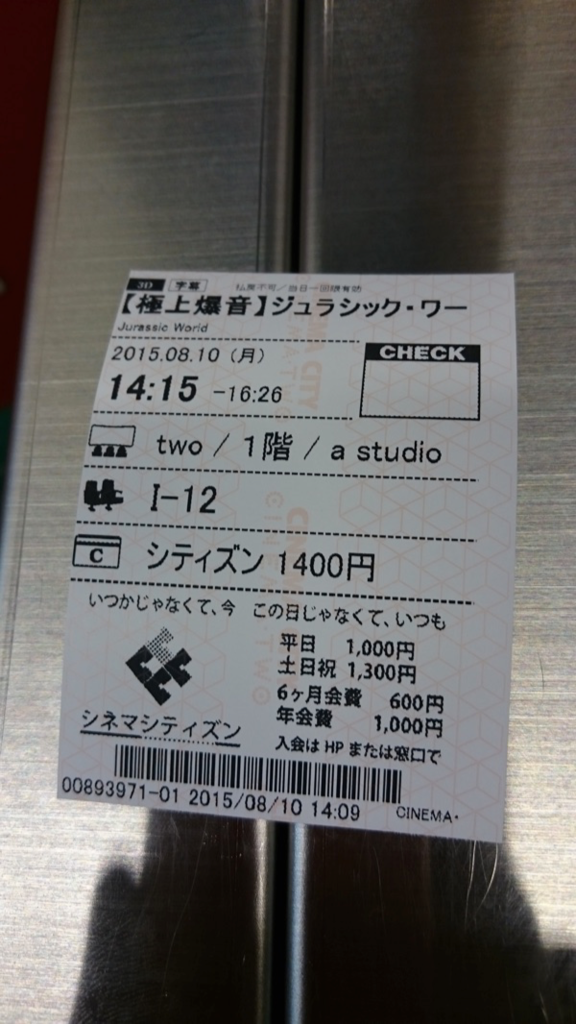 3D 字幕 払戻不可/当日一回限有効
【極上爆音】ジュラシック・ワー
Jurassic World
2015.08.10（月）
CHECK
14:15 -16:26
two / 1階 / a studio
I-12
C シティズン 1400円
いつかじゃなくて、今 この日じゃなくて、いつも
平日 1,000円
土日祝 1,300円
6ヶ月会費 600円
年会費 1,000円
シネマシティズン
入会は HP または窓口で
00893971-01 2015/08/10 14:09 CINEMA・